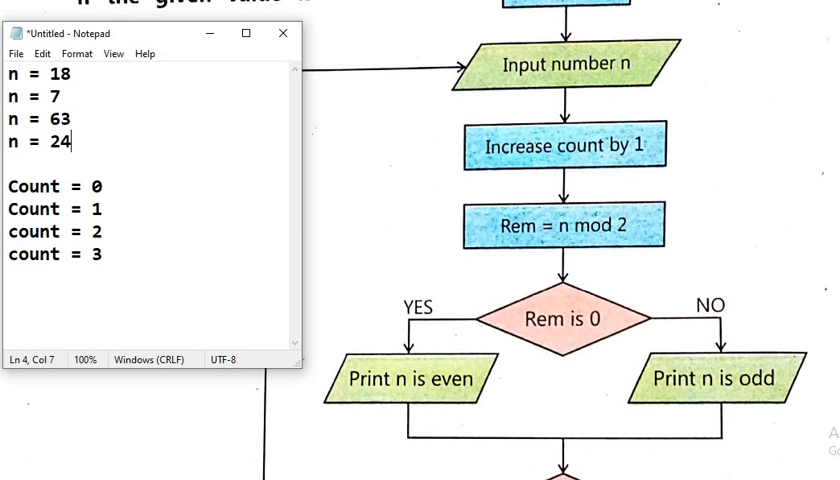 *Untitled - Notepad
File Edit Format View Help
n = 18
n = 7
n = 63
n = 24
Count = 0
Count = 1
count = 2
count = 3
Ln 4, Col 7 100% Windows (CRLF) UTF-8
Input number n
Increase count by 1
Rem = n mod 2
Rem is 0
YES
NO
Print n is even
Print n is odd